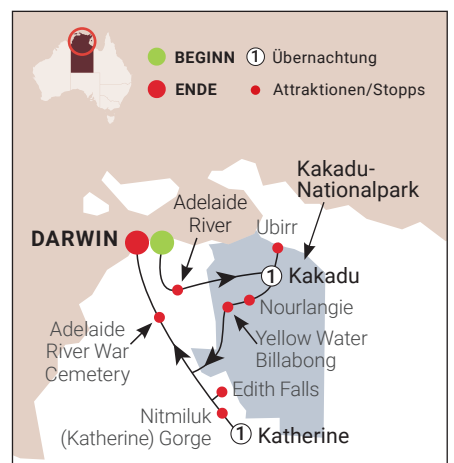 BEGINN
1 Übernachtung
ENDE
Attraktionen/Stopps
Kakadu-
Nationalpark
Adelaide
River
Ubirr
DARWIN
1 Kakadu
Nourlangie
Adelaide
River War
Cemetery
Yellow Water
Billabong
Edith Falls
Nitmiluk
(Katherine) Gorge
1 Katherine